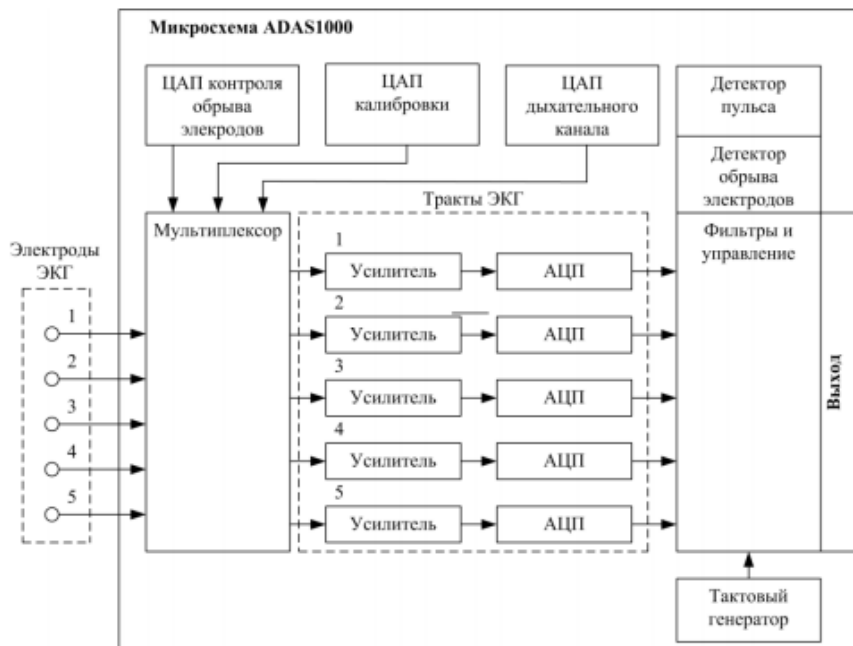 Микросхема ADAS1000
ЦАП контроля
обрыва
элекродов
ЦАП
калибровки
ЦАП
дыхательного
канала
Детектор
пульса
Детектор
обрыва
электродов
Тракты ЭКГ
Мультиплексор
Фильтры и
управление
Электроды
ЭКГ
1
2
3
4
5
1
Усилитель
АЦП
2
Усилитель
АЦП
3
Усилитель
АЦП
4
Усилитель
АЦП
5
Усилитель
АЦП
Выход
Тактовый
генератор